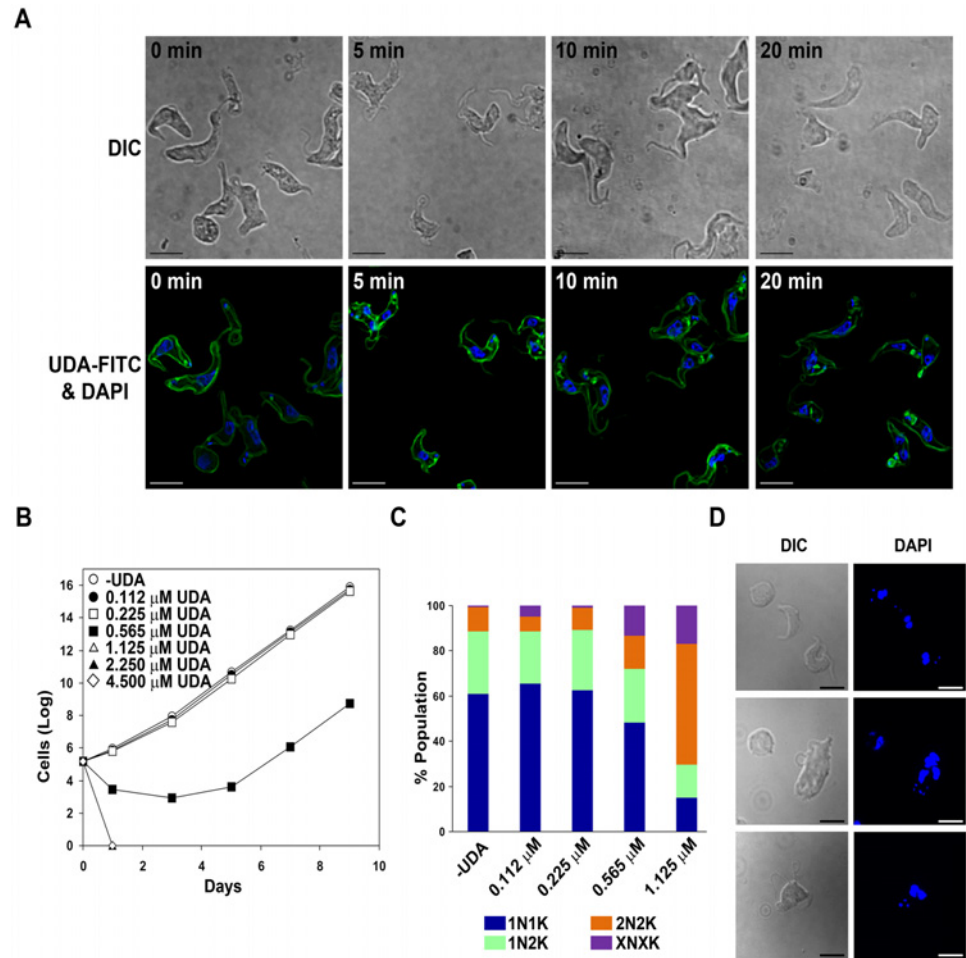 A
0 min
5 min
10 min
20 min
DIC
0 min
5 min
10 min
20 min
UDA-FITC
& DAPI
B
16
14
12
10
8
6
4
2
0
Cells (Log)
-UDA
0.112 μM UDA
0.225 μM UDA
0.565 μM UDA
1.125 μM UDA
2.250 μM UDA
4.500 μM UDA
0 2 4 6 8 10
Days
C
100
80
60
40
20
0
% Population
-UDA
0.112 μM
0.225 μM
0.565 μM
1.125 μM
1N1K
2N2K
1N2K
XNXK
D
DIC
DAPI